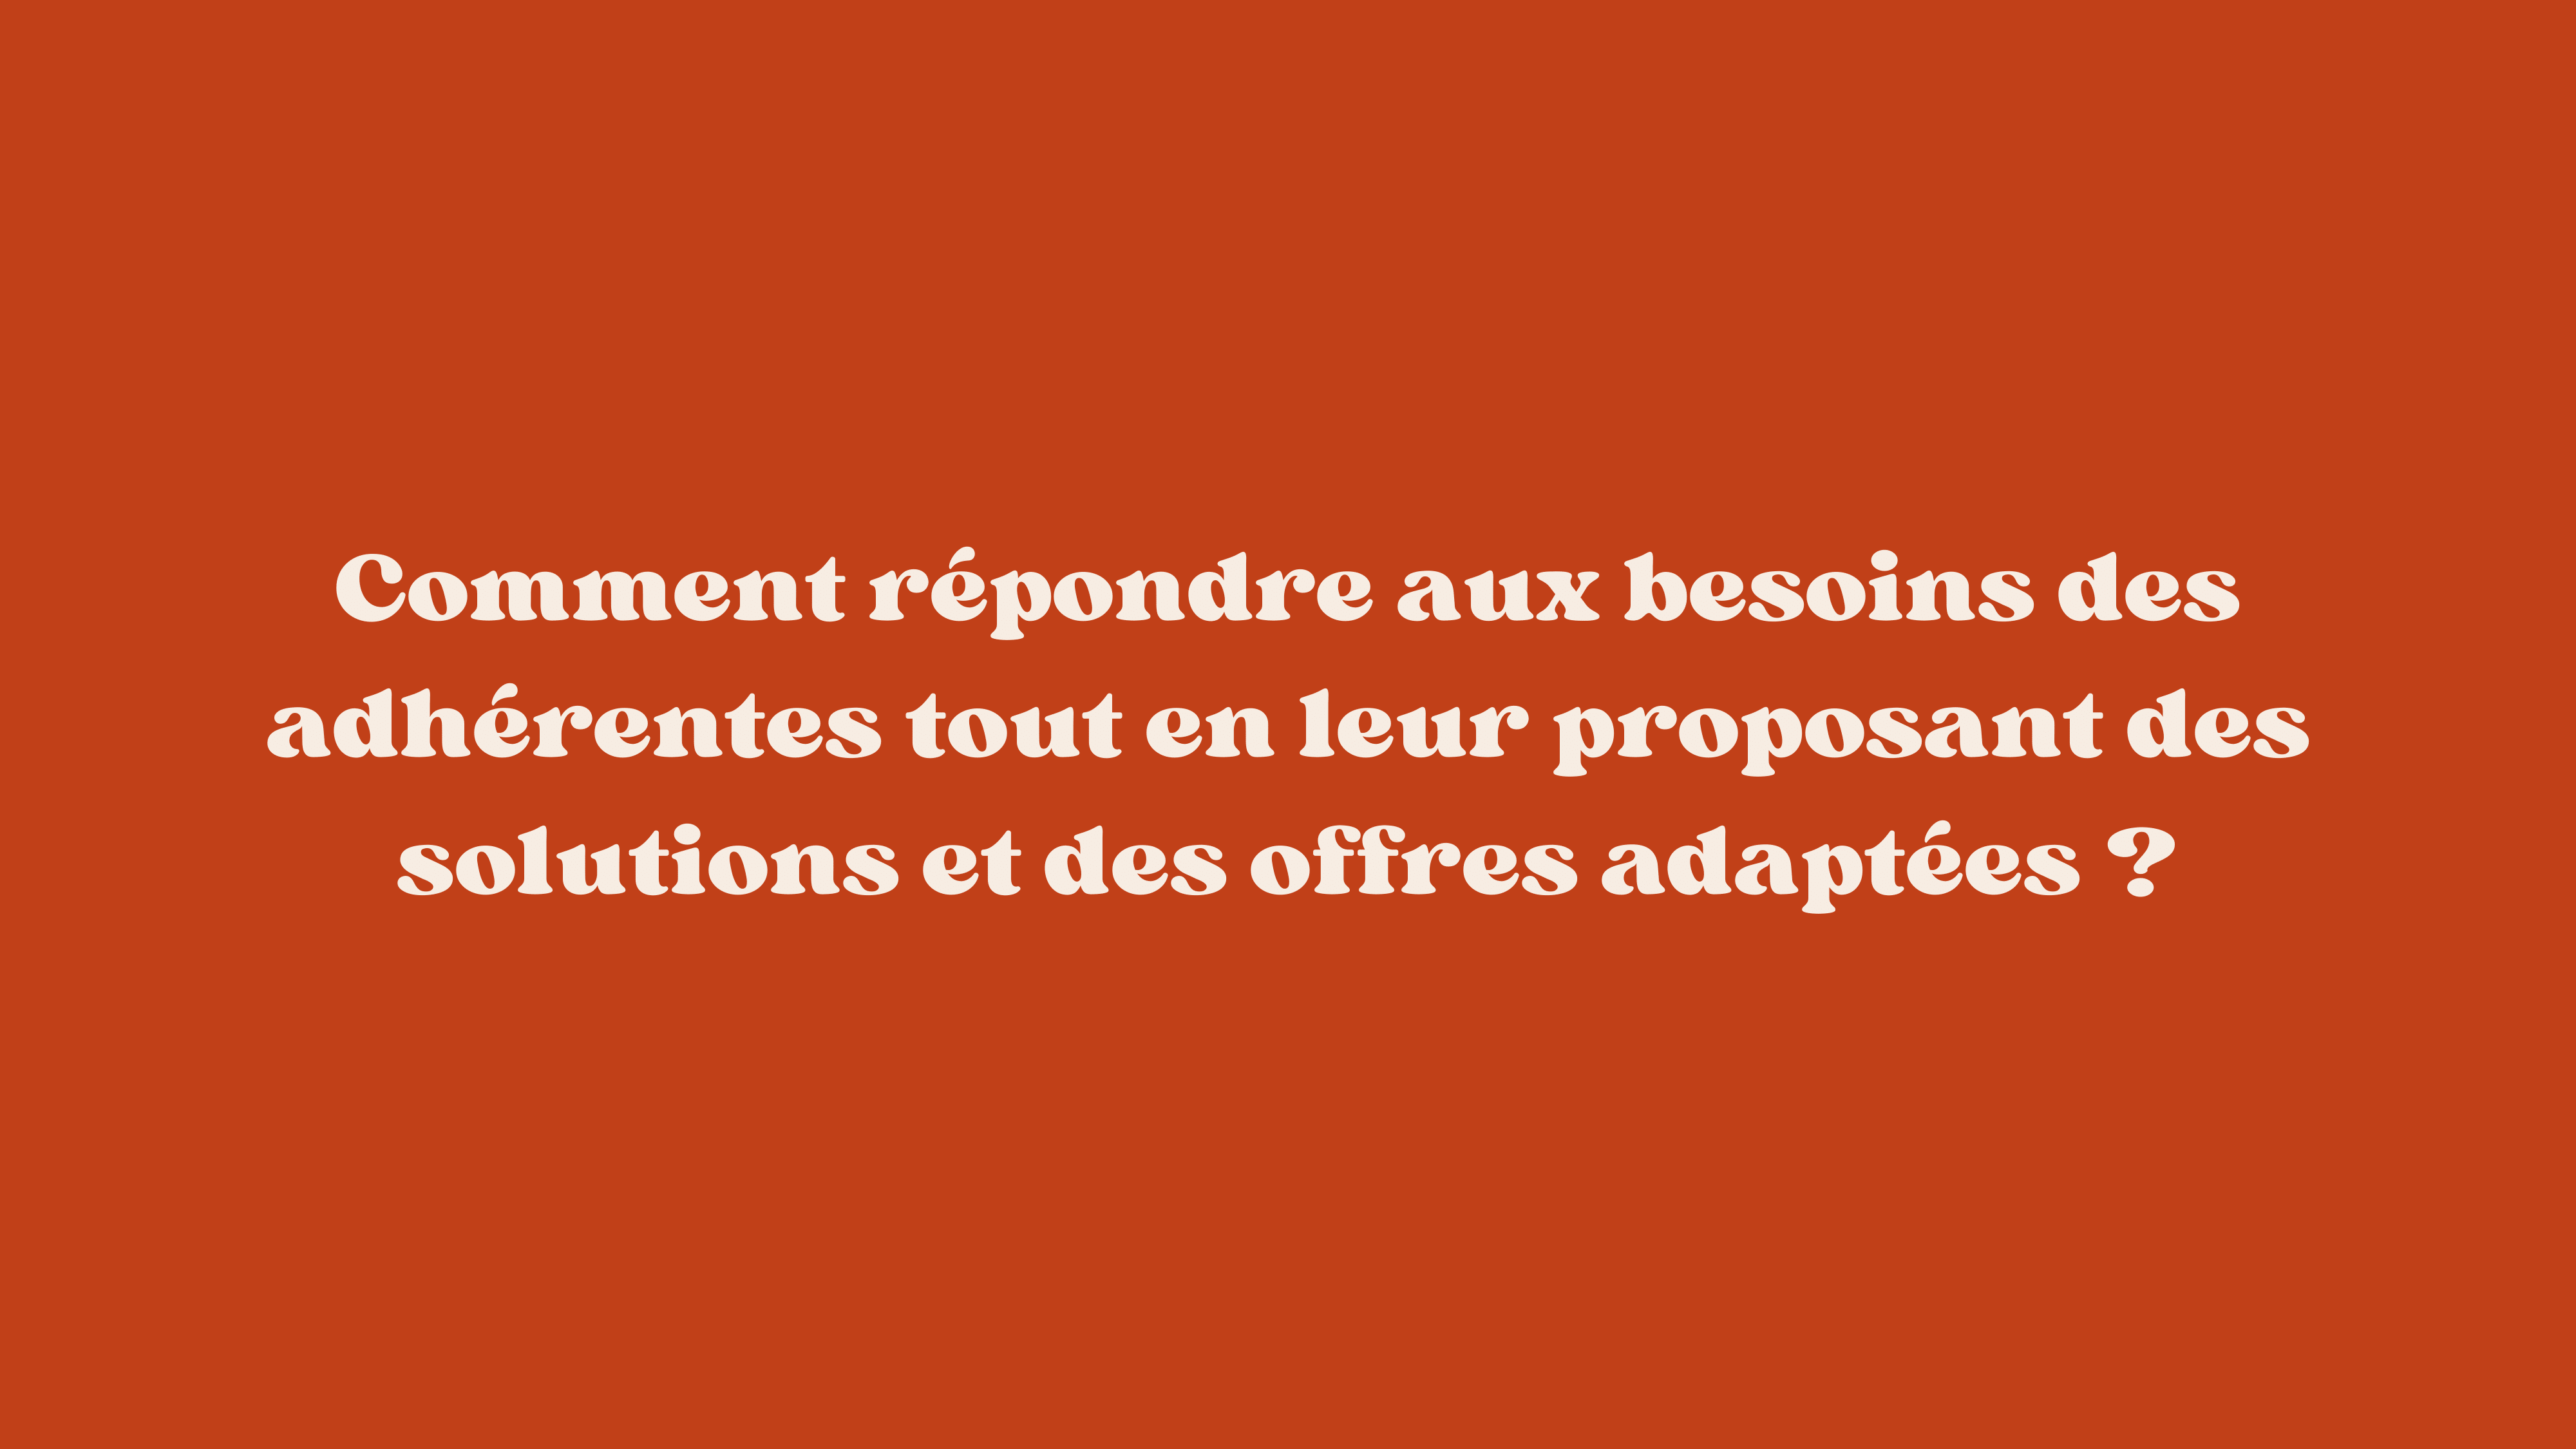 Comment répondre aux besoins des
adhérentes tout en leur proposant des
solutions et des offres adaptées ?